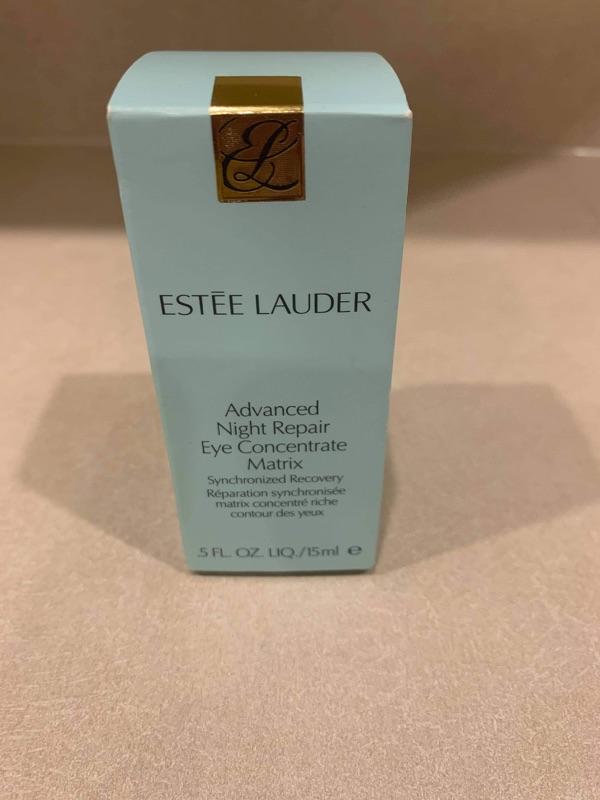 EL
ESTĒE LAUDER
Advanced
Night Repair
Eye Concentrate
Matrix
Synchronized Recovery
Réparation synchronisée
matrix concentré riche
contour des yeux
.5 FL. OZ. LIQ./15ml ℮